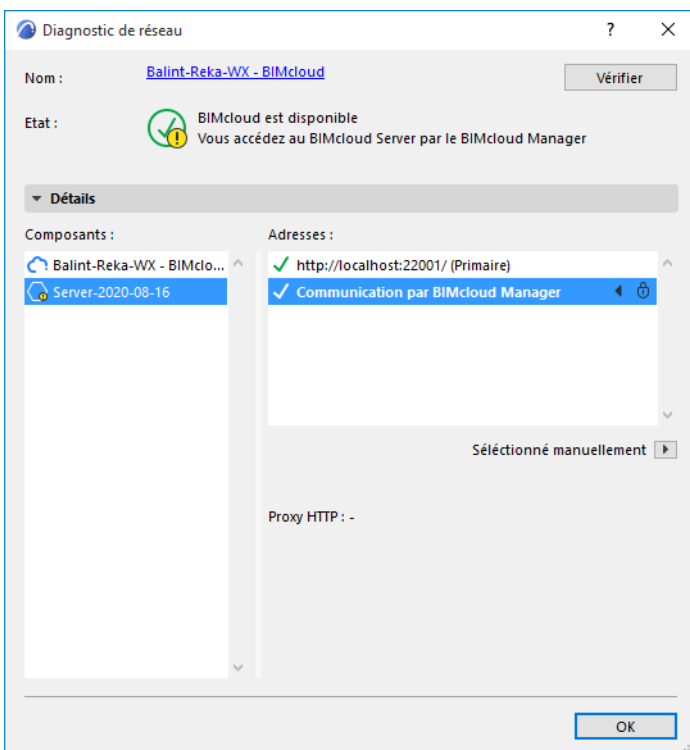 Diagnostic de réseau
?
Nom :
Balint-Reka-WX - BIMcloud
Vérifier
Etat :
BIMcloud est disponible
Vous accédez au BIMcloud Server par le BIMcloud Manager
Détails
Composants :
Adresses :
Balint-Reka-WX - BIMclo...
http://localhost:22001/ (Primaire)
Server-2020-08-16
Communication par BIMcloud Manager
Séléctionné manuellement
Proxy HTTP : -
OK